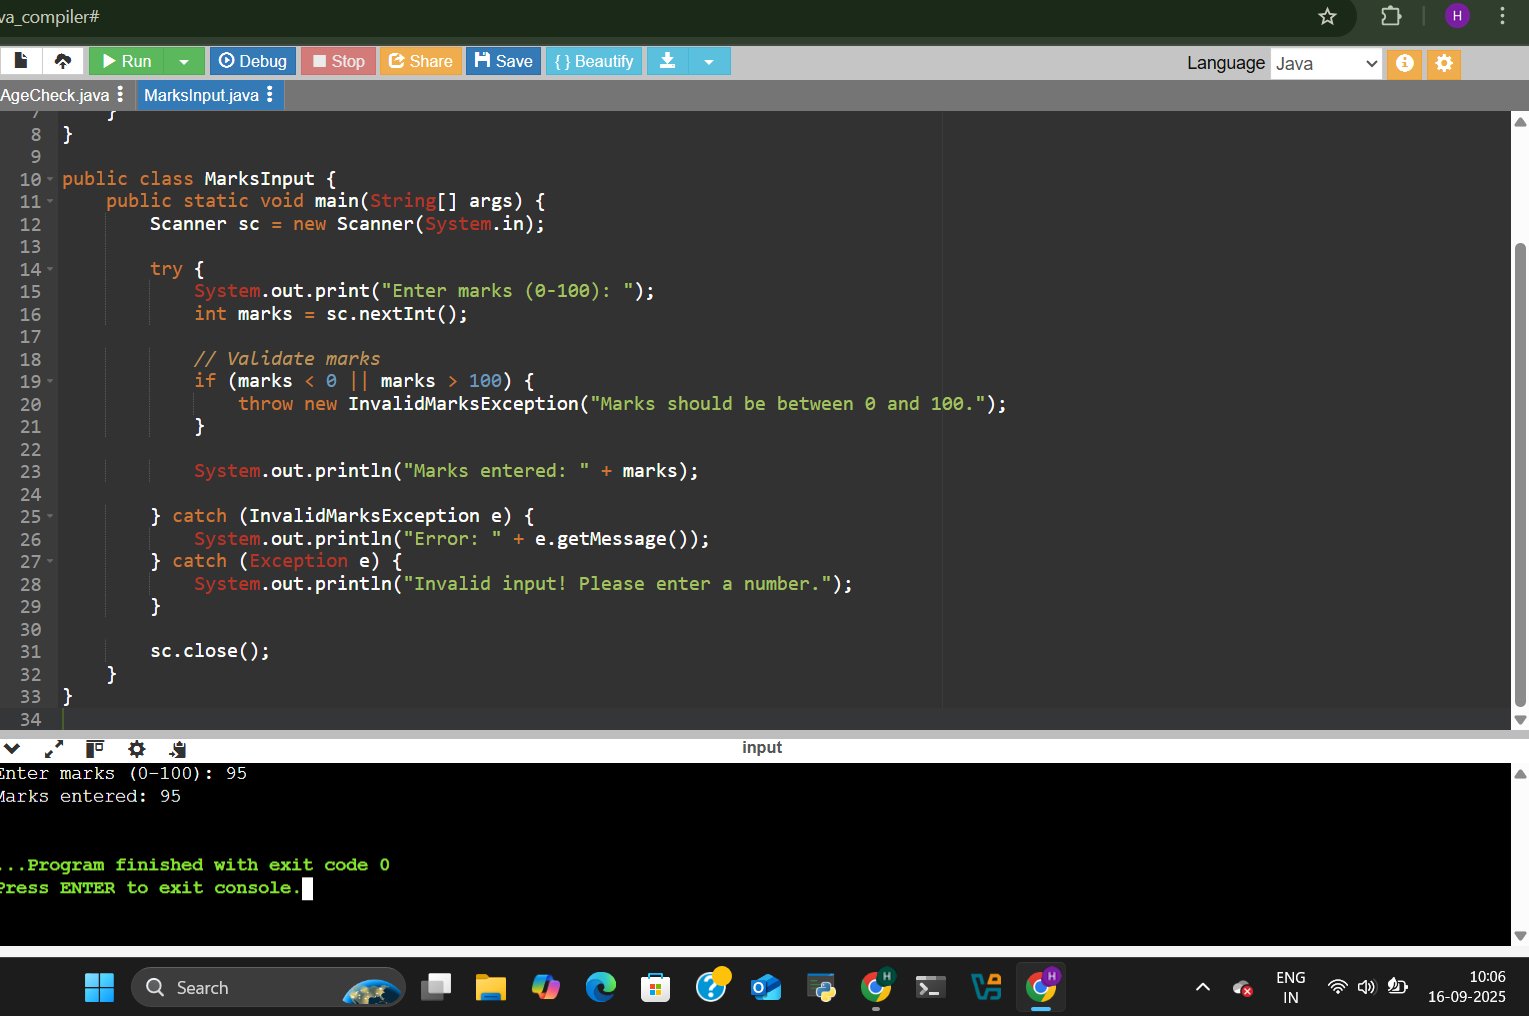 va_compiler#
H
Run Debug Stop Share Save { } Beautify Language Java
AgeCheck.java MarksInput.java
7 }
8 }
9
10 public class MarksInput {
11 public static void main(String[] args) {
12 Scanner sc = new Scanner(System.in);
13
14 try {
15 System.out.print("Enter marks (0-100): ");
16 int marks = sc.nextInt();
17
18 // Validate marks
19 if (marks < 0 || marks > 100) {
20 throw new InvalidMarksException("Marks should be between 0 and 100.");
21 }
22
23 System.out.println("Marks entered: " + marks);
24
25 } catch (InvalidMarksException e) {
26 System.out.println("Error: " + e.getMessage());
27 } catch (Exception e) {
28 System.out.println("Invalid input! Please enter a number.");
29 }
30
31 sc.close();
32 }
33 }
34
input
Enter marks (0-100): 95
Marks entered: 95
...Program finished with exit code 0
Press ENTER to exit console.
Search
H
H
ENG
IN
10:06
16-09-2025